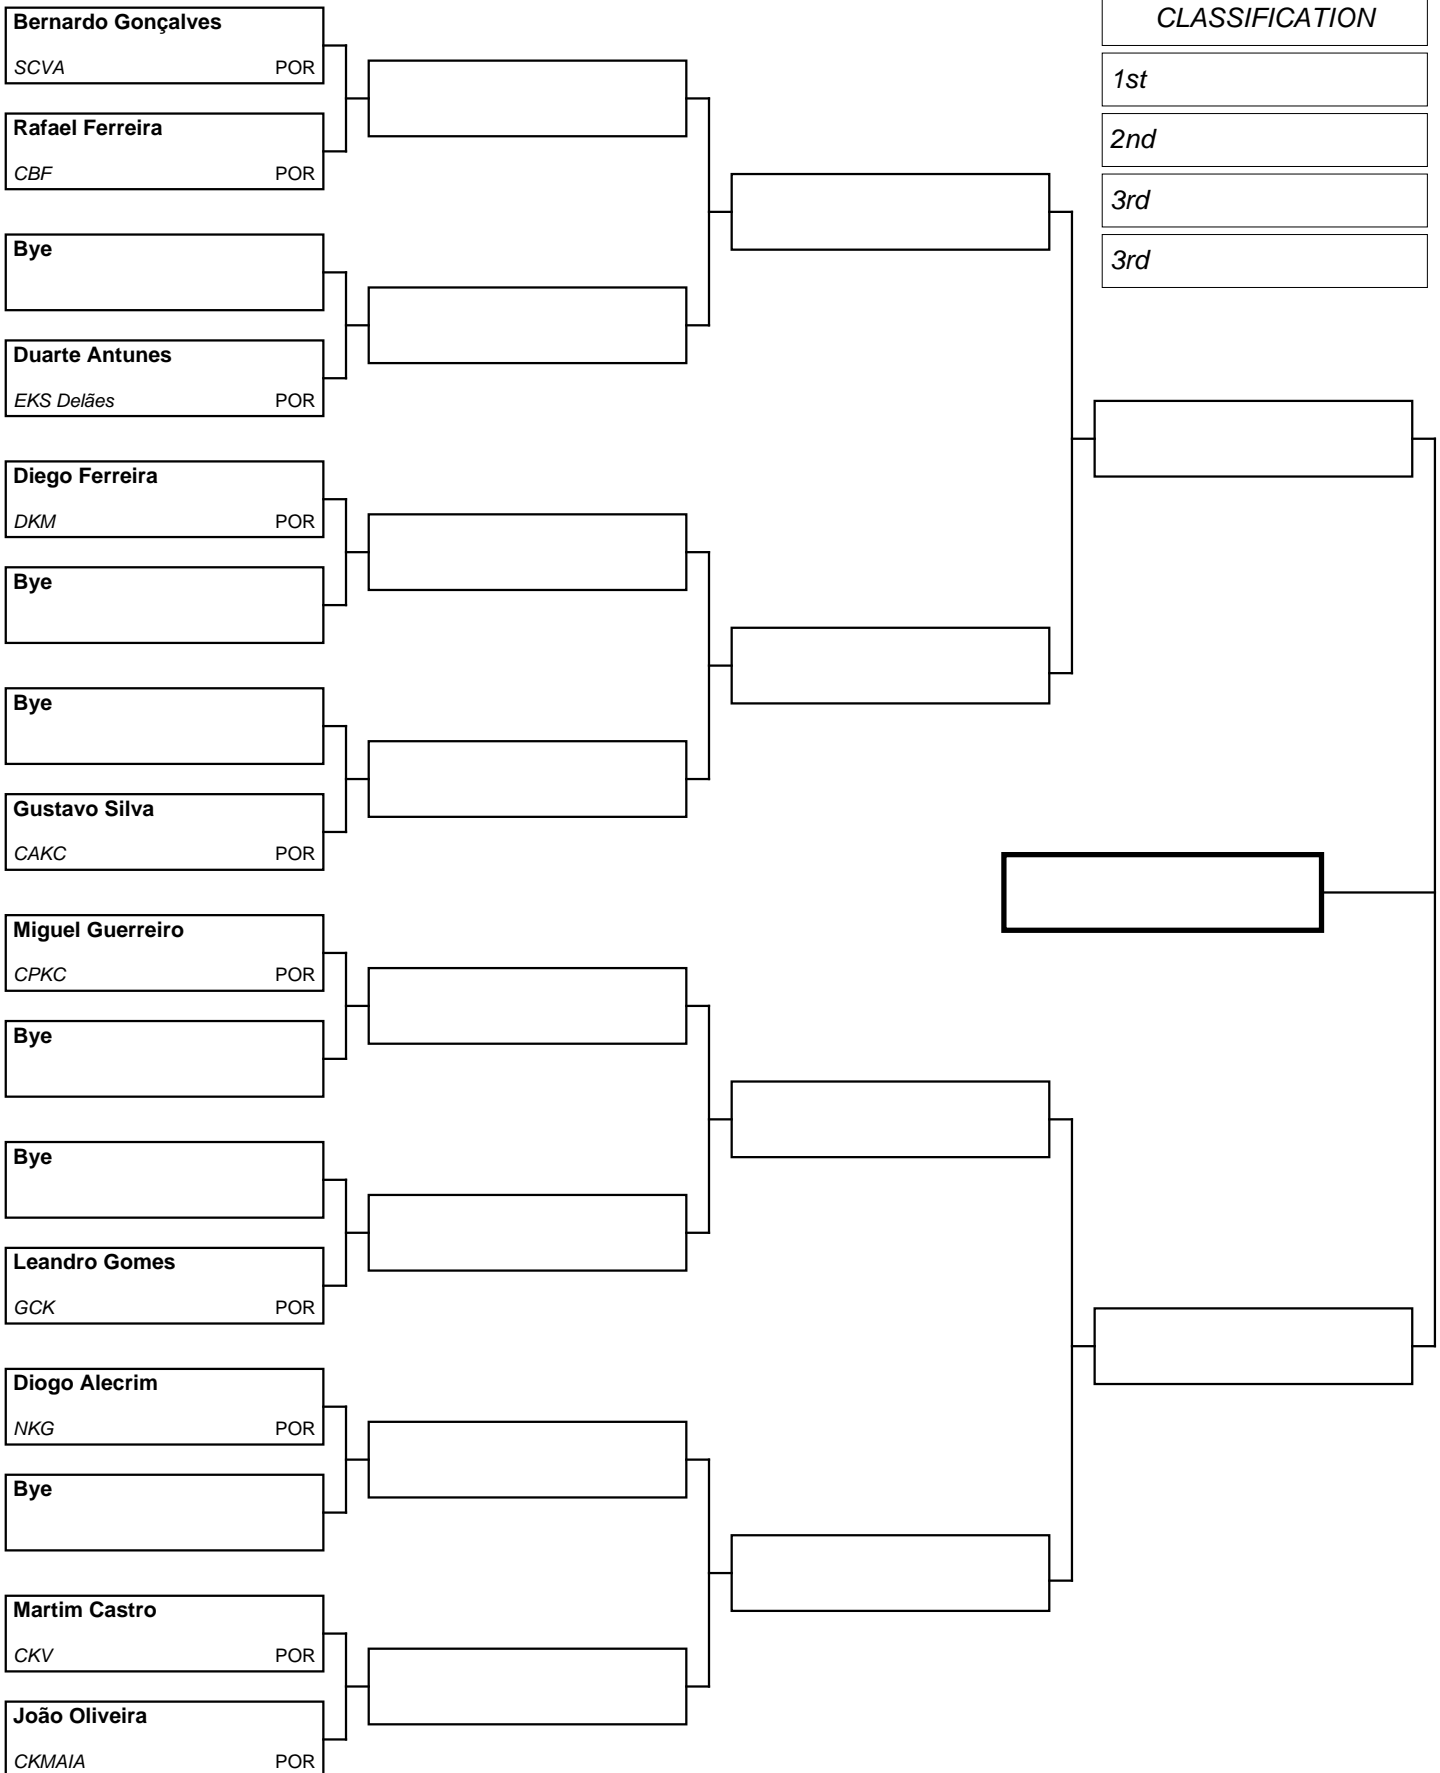 Bernardo Gonçalves
SCVA POR
Rafael Ferreira
CBF POR
Bye
Duarte Antunes
EKS Delães POR
Diego Ferreira
DKM POR
Bye
Bye
Gustavo Silva
CAKC POR
Miguel Guerreiro
CPKC POR
Bye
Bye
Leandro Gomes
GCK POR
Diogo Alecrim
NKG POR
Bye
Martim Castro
CKV POR
João Oliveira
CKMAIA POR
CLASSIFICATION
1st
2nd
3rd
3rd